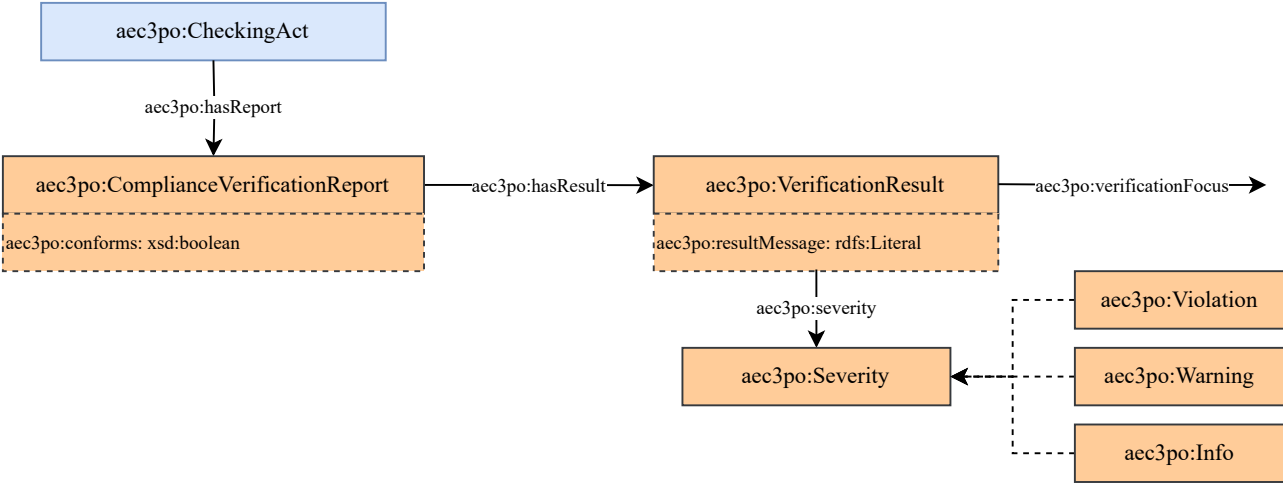 aec3po:CheckingAct
aec3po:hasReport
aec3po:ComplianceVerificationReport
aec3po:hasResult
aec3po:VerificationResult
aec3po:verificationFocus
aec3po:conforms: xsd:boolean
aec3po:resultMessage: rdfs:Literal
aec3po:severity
aec3po:Violation
aec3po:Severity
aec3po:Warning
aec3po:Info